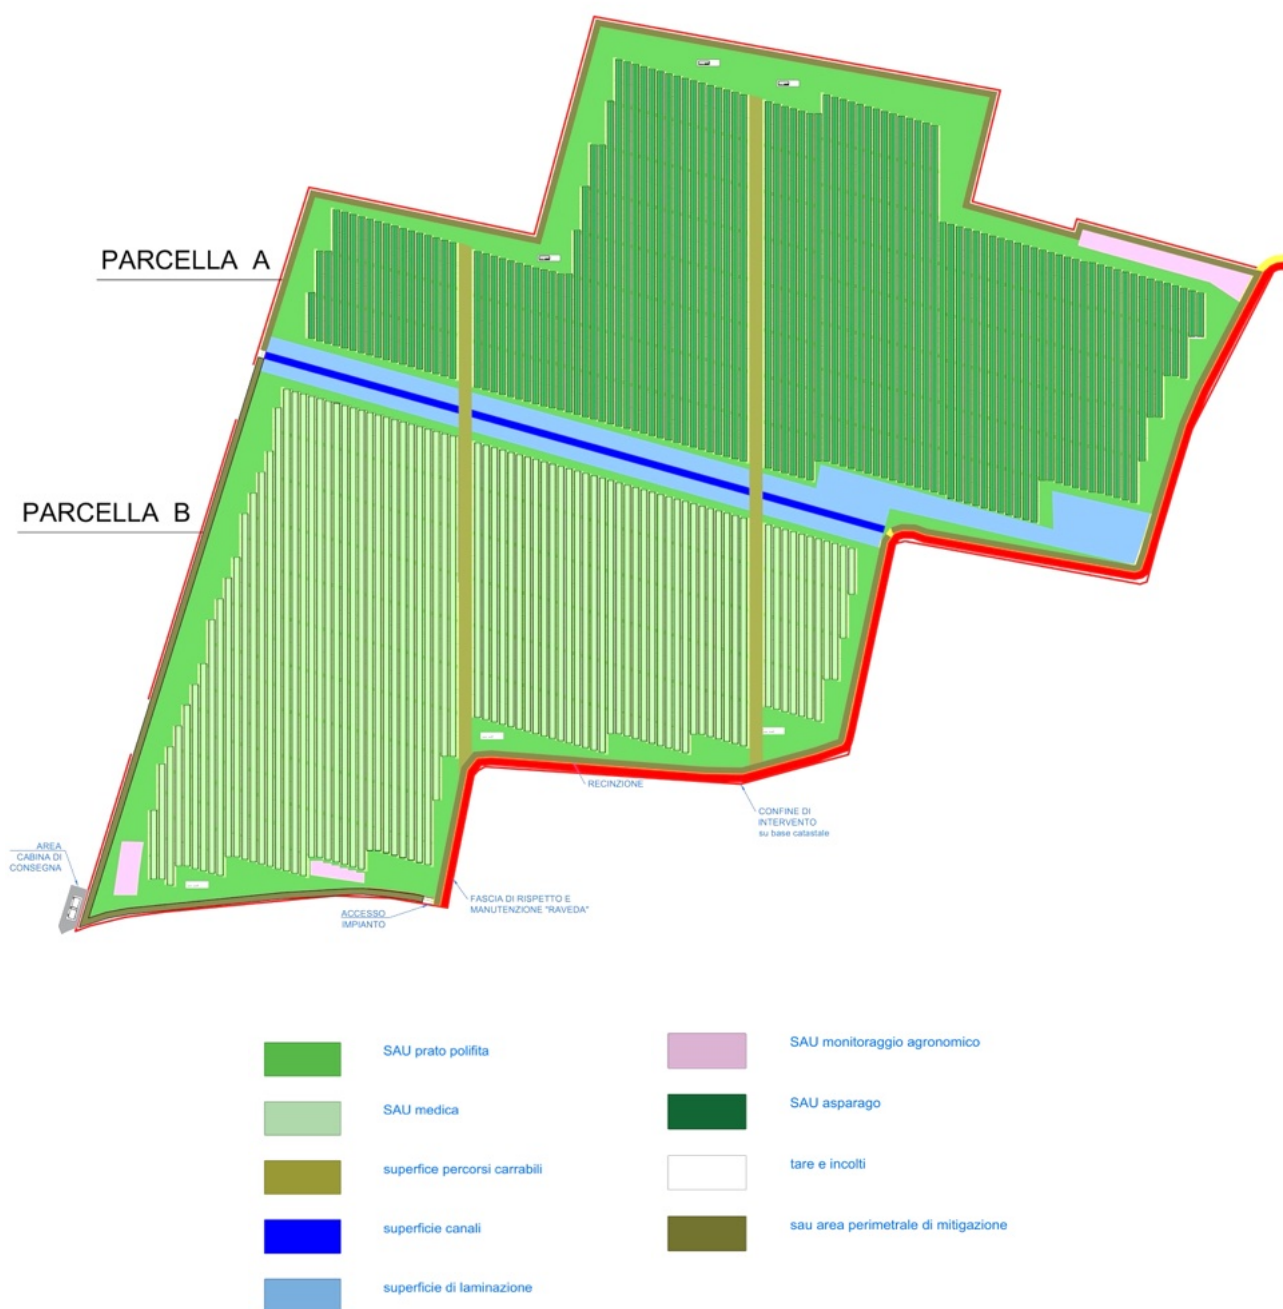 PARCELLA A
PARCELLA B
RECINZIONE
CONFINE DI
INTERVENTO
su base catastale
AREA
CABINA DI
CONSEGNA
FASCIA DI RISPETTO E
MANUTENZIONE "RAVEDA"
ACCESSO
IMPIANTO
SAU prato polifita
SAU medica
superfice percorsi carrabili
superficie canali
superficie di laminazione
SAU monitoraggio agronomico
SAU asparago
tare e incolti
sau area perimetrale di mitigazione